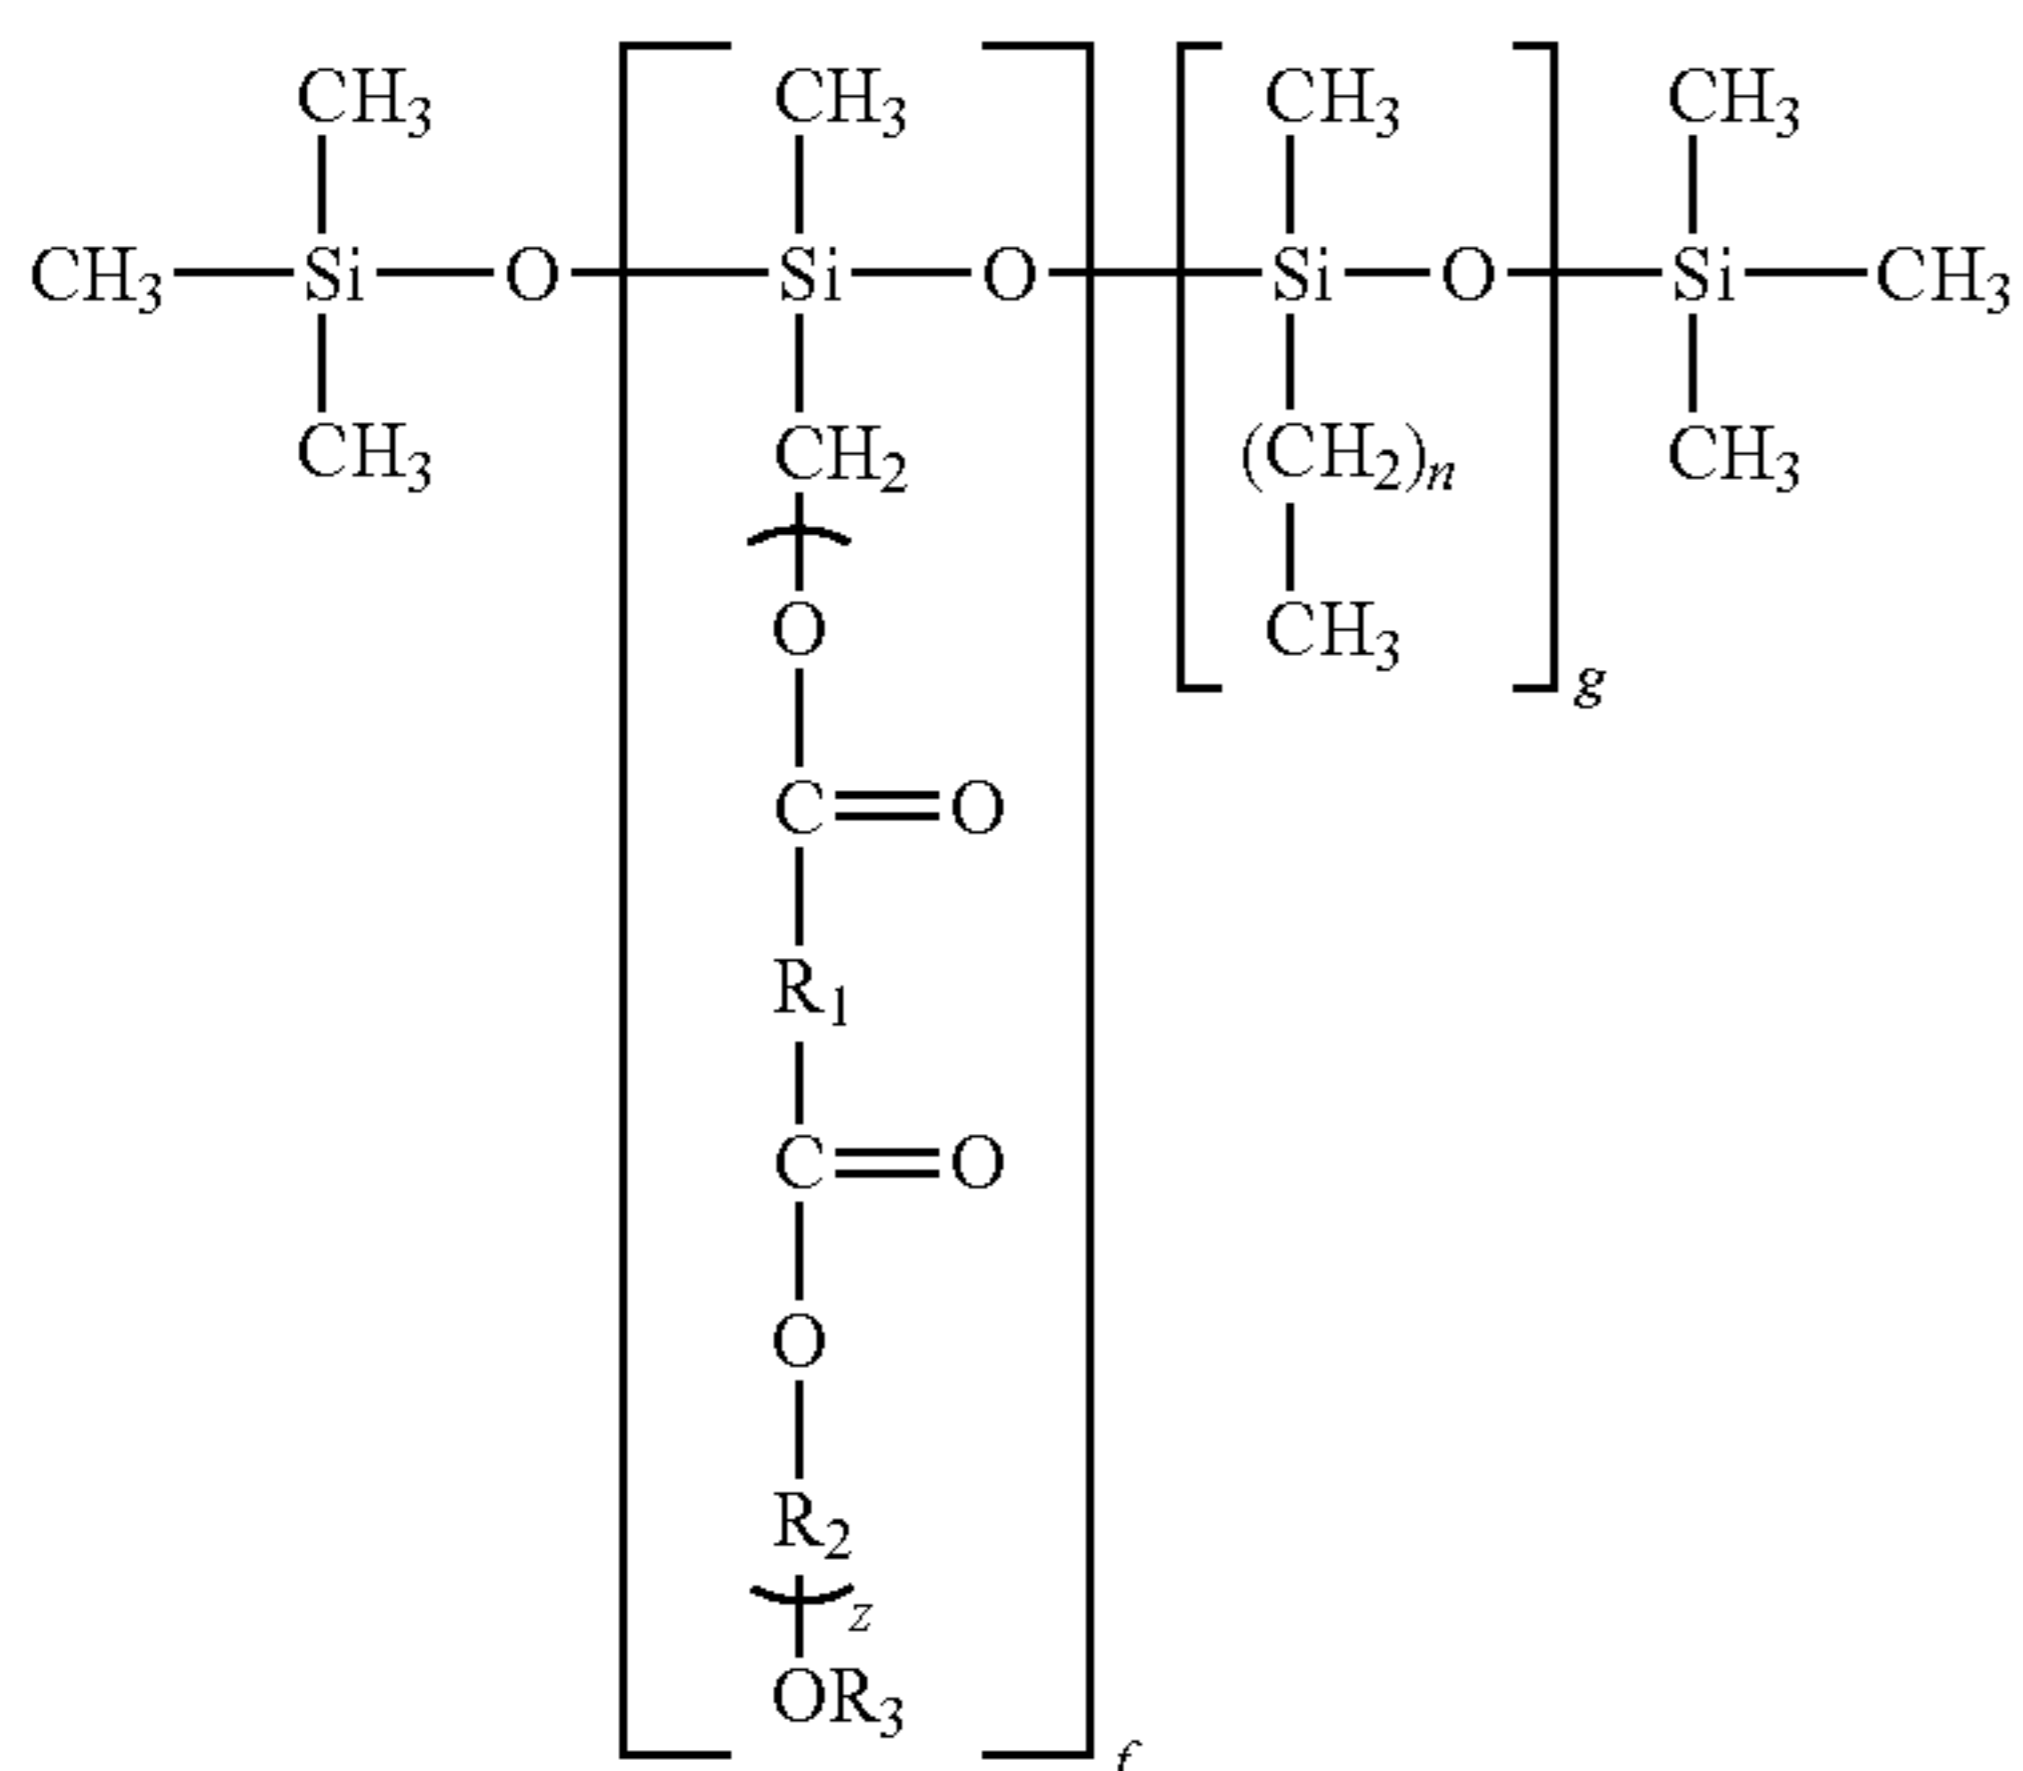 CH3 CH3 CH3 CH3
CH3 Si O Si O Si O Si CH3
CH3 CH2 (CH2)n CH3
O CH3
g
C O
R1
C O
O
R2
z
OR3
f